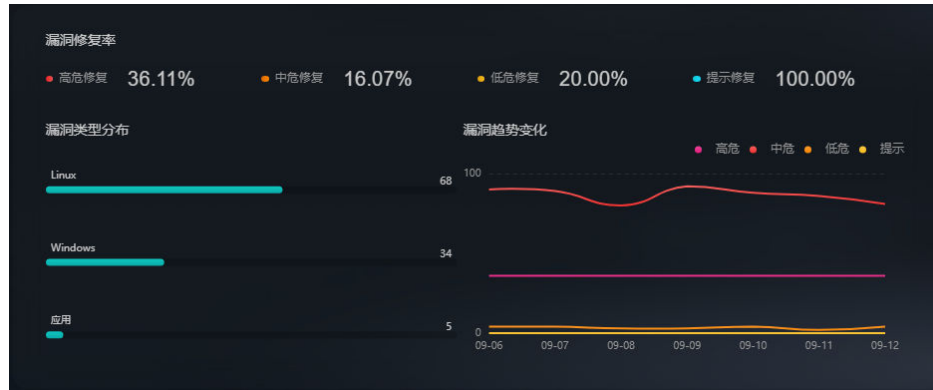 漏洞修复率
高危修复 36.11% 中危修复 16.07% 低危修复 20.00% 提示修复 100.00%
漏洞类型分布
Linux 68
Windows 34
应用 5
漏洞趋势变化
高危 中危 低危 提示
100
0
09-06 09-07 09-08 09-09 09-10 09-11 09-12